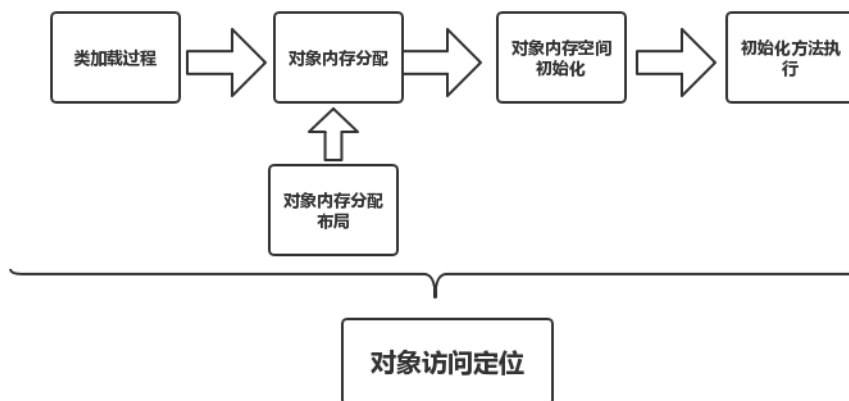 类加载过程
对象内存分配
对象内存空间
初始化
初始化方法执
行
对象内存分配
布局
对象访问定位